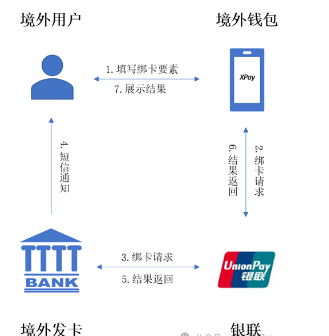 境外用户
境外钱包
XPay
1.填写绑卡要素
7.展示结果
4.短信通知
6.结果返回
2.绑卡请求
BANK
3.绑卡请求
5.结果返回
UnionPay
银联
境外发卡
银联